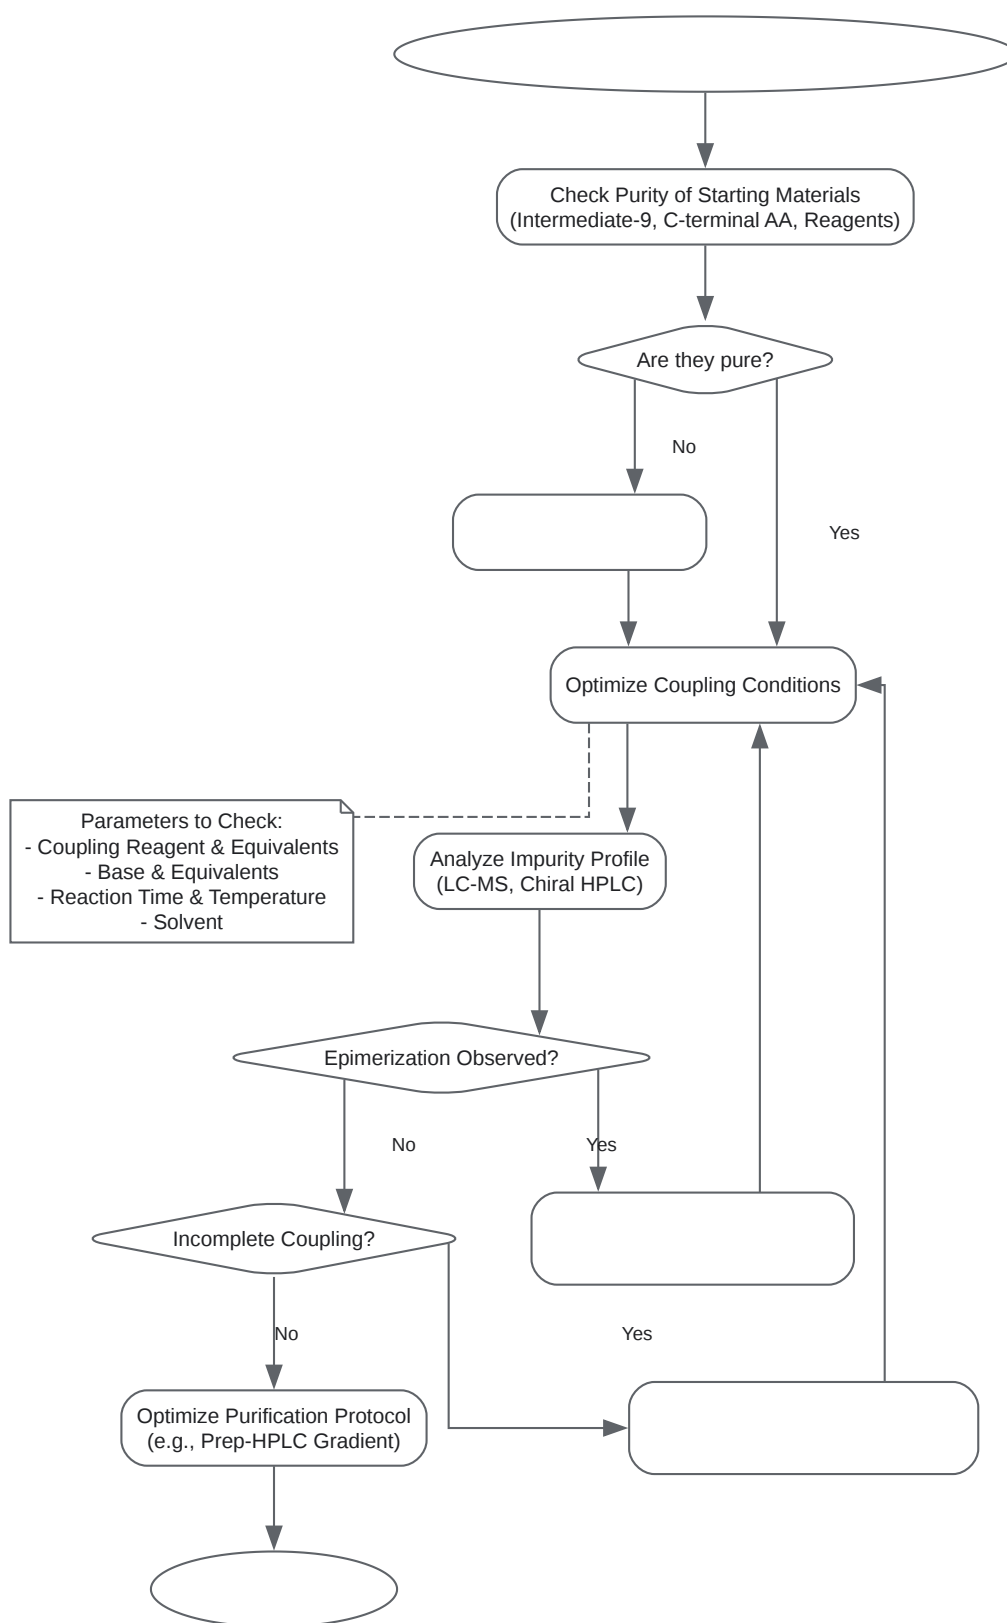 Check Purity of Starting Materials
(Intermediate-9, C-terminal AA, Reagents)
Are they pure?
No
Yes
Optimize Coupling Conditions
Parameters to Check:
- Coupling Reagent & Equivalents
- Base & Equivalents
- Reaction Time & Temperature
- Solvent
Analyze Impurity Profile
(LC-MS, Chiral HPLC)
Epimerization Observed?
No
Yes
Incomplete Coupling?
No
Yes
Optimize Purification Protocol
(e.g., Prep-HPLC Gradient)